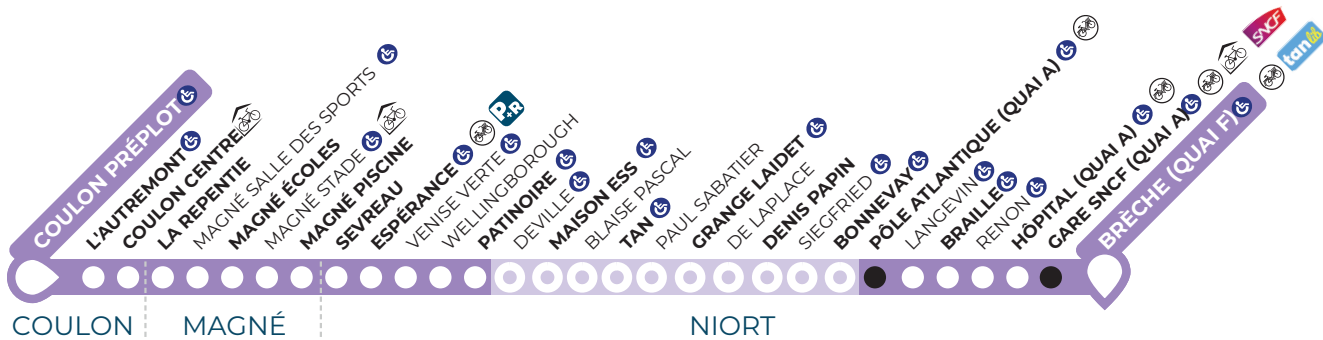 COULON PRÉPLOT
L'AUTREMONT
COULON CENTRE
LA REPENTIE
MAGNÉ SALLE DES SPORTS
MAGNÉ ÉCOLES
MAGNÉ STADE
MAGNÉ PISCINE
SEVREAU
ESPÉRANCE
P+R
VENISE VERTE
WELLINGBOROUGH
PATINOIRE
DEVILLE
MAISON ESS
BLAISE PASCAL
TAN
PAUL SABATIER
GRANGE LAIDET
DE LAPLACE
DENIS PAPIN
SIEGFRIED
BONNEVAY
PÔLE ATLANTIQUE (QUAI A)
LANGEVIN
BRAILLE
RENON
HÔPITAL (QUAI A)
GARE SNCF (QUAI A)
SNCF
BRÈCHE (QUAI F)
tanlib
COULON
MAGNÉ
NIORT